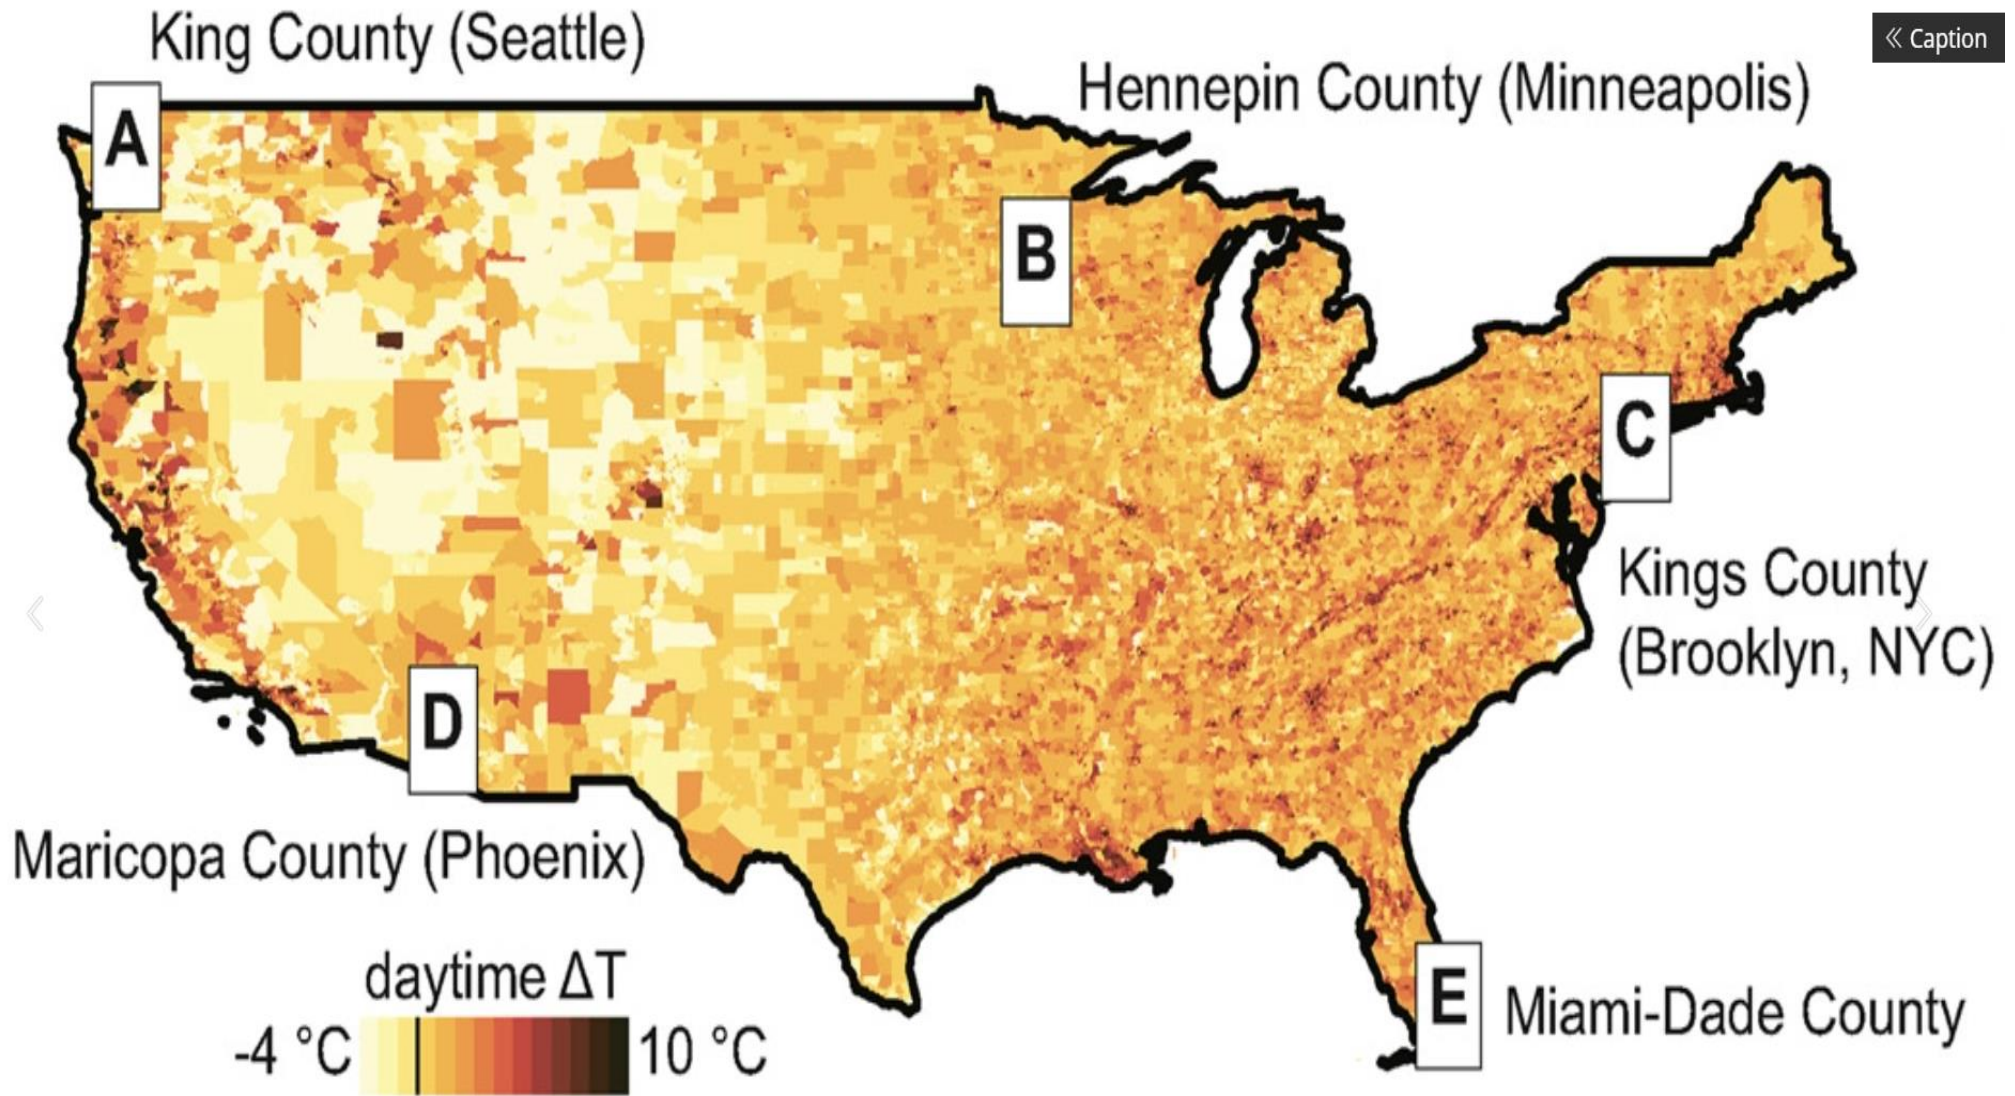 King County (Seattle)
« Caption
Hennepin County (Minneapolis)
A
B
C
Kings County
(Brooklyn, NYC)
D
Maricopa County (Phoenix)
daytime ΔT
-4 °C
10 °C
E
Miami-Dade County